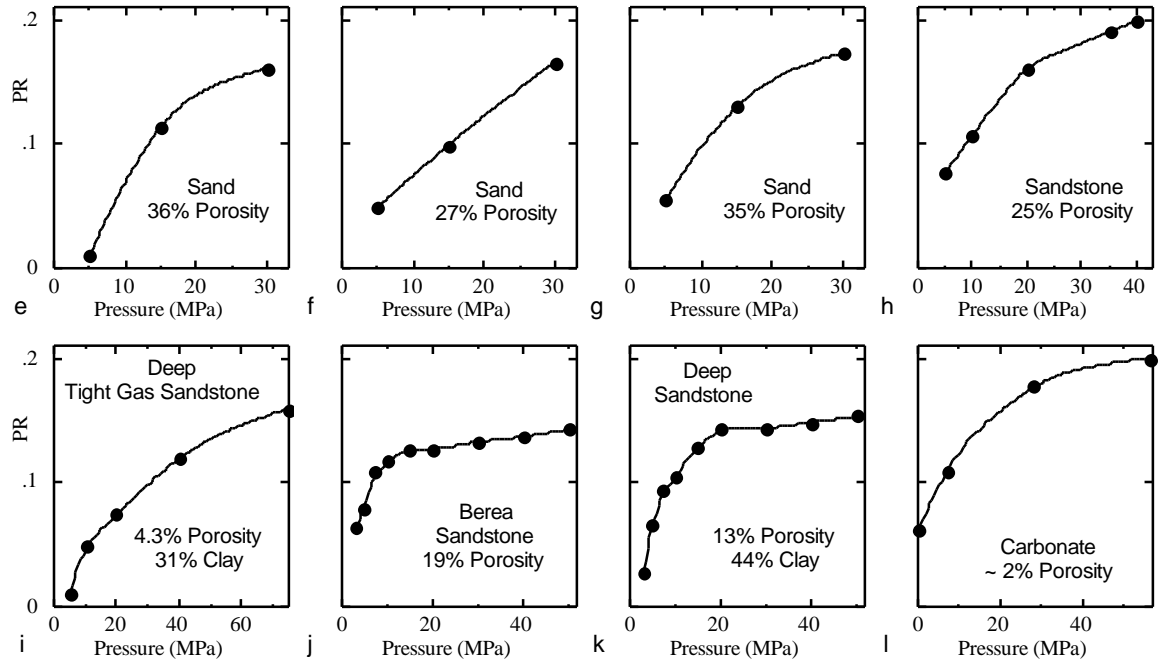 .2
.1
0
PR
Sand
36% Porosity
0 10 20 30
e Pressure (MPa)
Sand
27% Porosity
0 10 20 30
f Pressure (MPa)
Sand
35% Porosity
0 10 20 30
g Pressure (MPa)
Sandstone
25% Porosity
0 10 20 30 40
h Pressure (MPa)
.2
.1
0
PR
Deep
Tight Gas Sandstone
4.3% Porosity
31% Clay
0 20 40 60
i Pressure (MPa)
Berea
Sandstone
19% Porosity
0 20 40
j Pressure (MPa)
Deep
Sandstone
13% Porosity
44% Clay
0 20 40
k Pressure (MPa)
Carbonate
~ 2% Porosity
0 20 40
l Pressure (MPa)